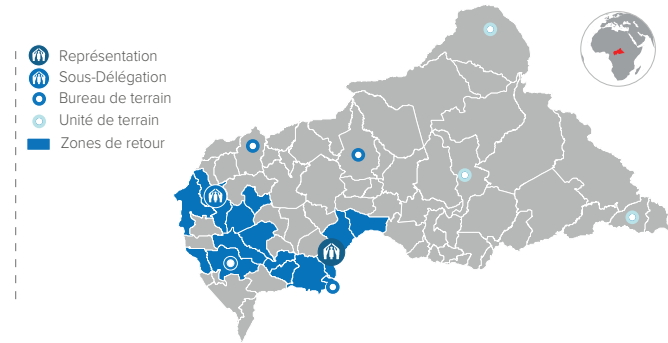 Représentation
Sous-Délégation
Bureau de terrain
Unité de terrain
Zones de retour